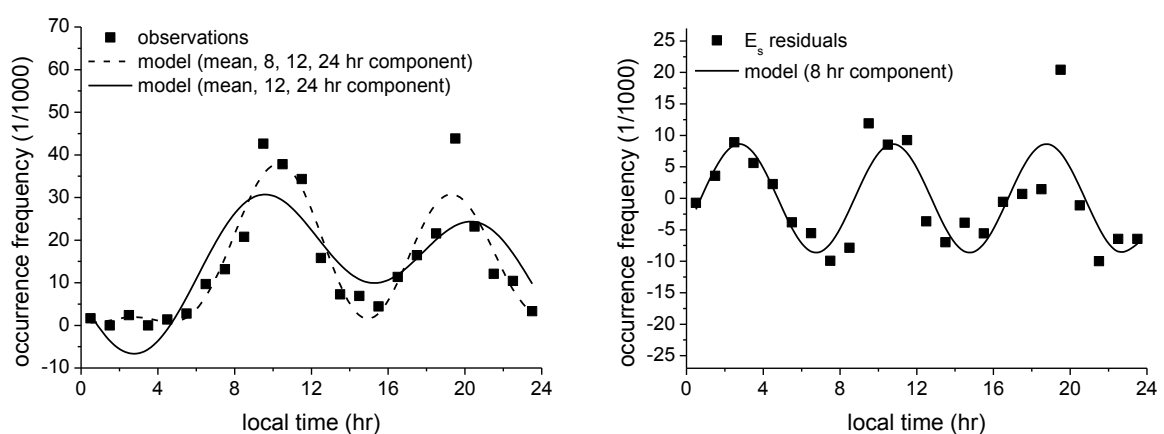 70
60
50
40
30
20
10
0
-10
0 4 8 12 16 20 24
occurrence frequency (1/1000)
local time (hr)
observations
model (mean, 8, 12, 24 hr component)
model (mean, 12, 24 hr component)
25
20
15
10
5
0
-5
-10
-15
-20
-25
0 4 8 12 16 20 24
occurrence frequency (1/1000)
local time (hr)
Es residuals
model (8 hr component)